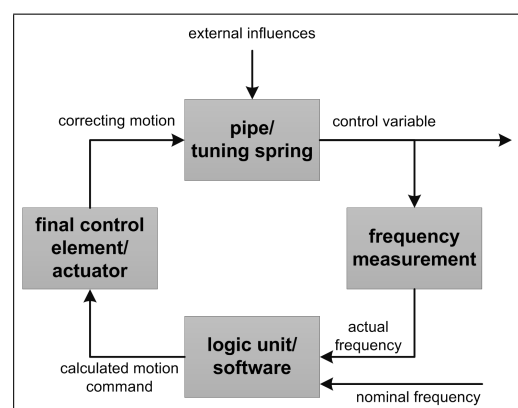 external influences
correcting motion
pipe/
tuning spring
control variable
final control
element/
actuator
frequency
measurement
actual
frequency
logic unit/
software
calculated motion
command
nominal frequency